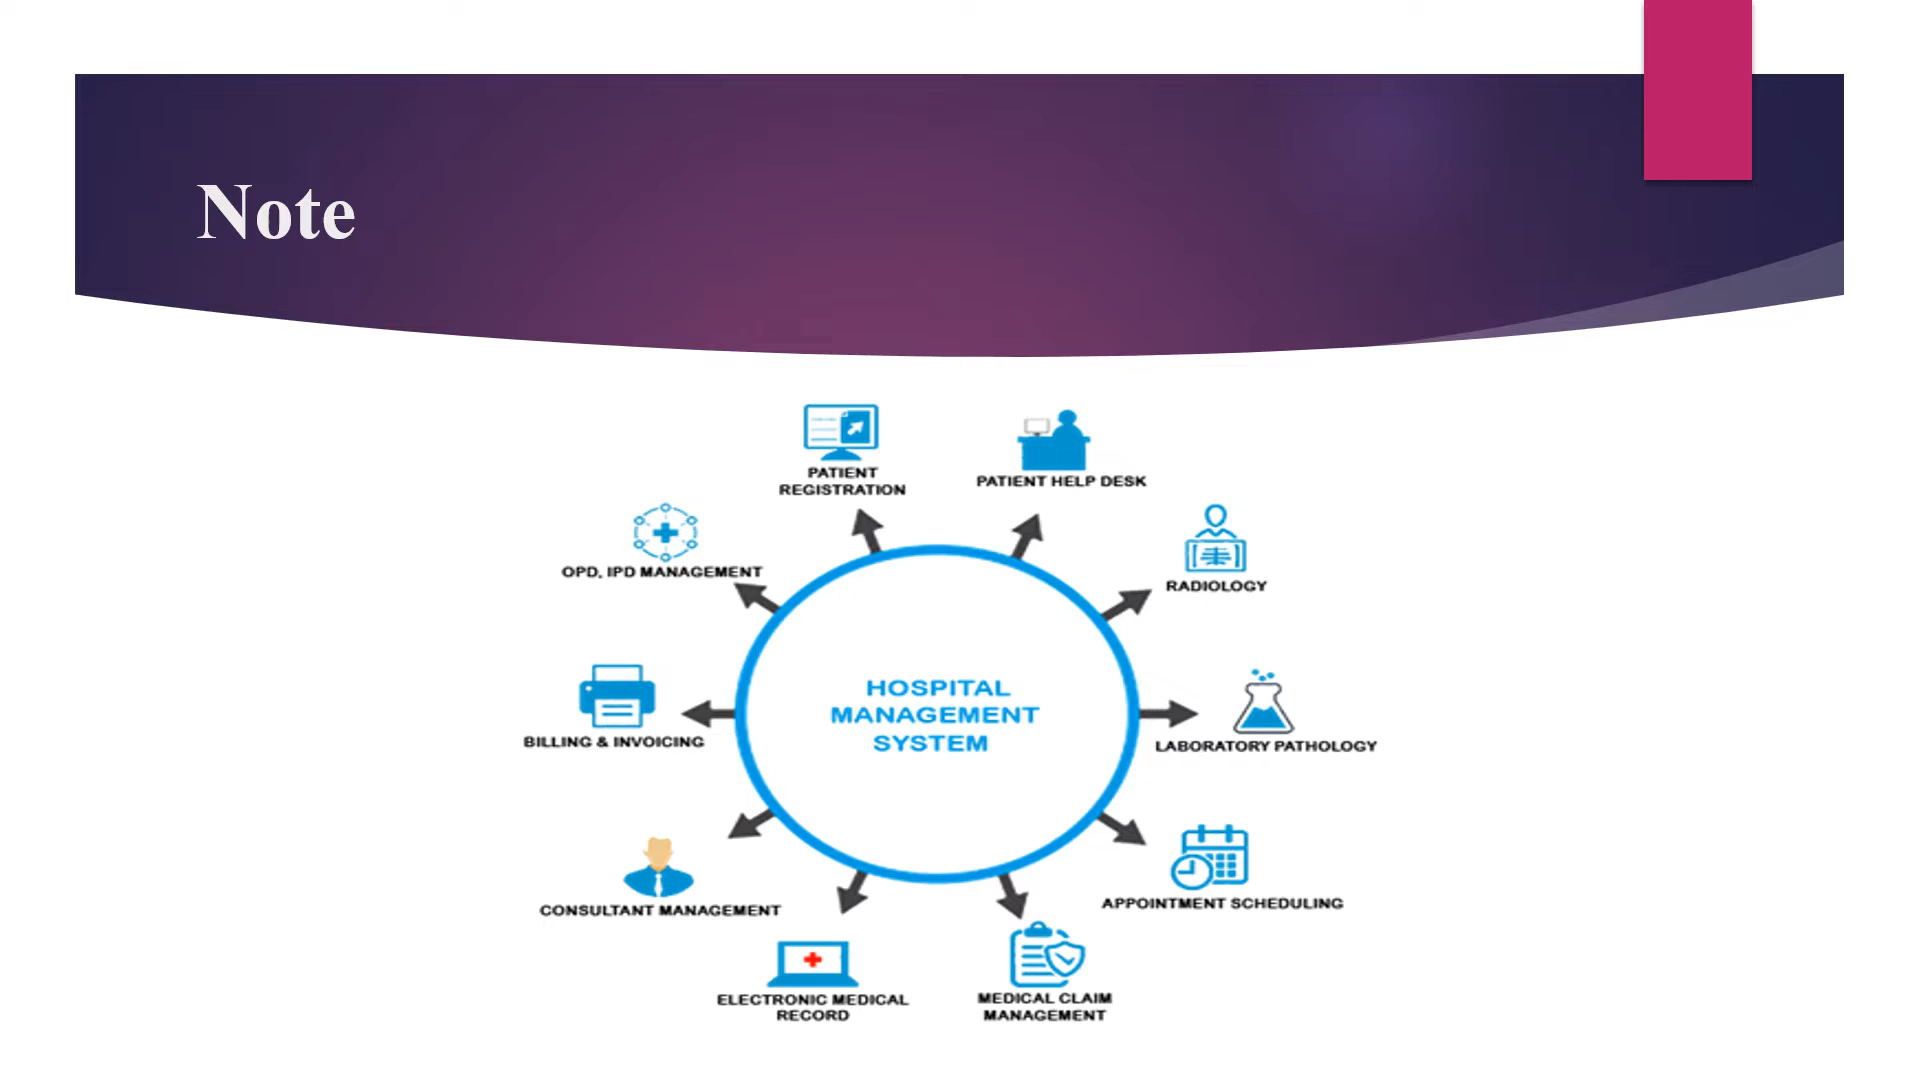 Note
PATIENT
REGISTRATION
PATIENT HELP DESK
OPD, IPD MANAGEMENT
RADIOLOGY
HOSPITAL
MANAGEMENT
SYSTEM
BILLING & INVOICING
LABORATORY PATHOLOGY
CONSULTANT MANAGEMENT
APPOINTMENT SCHEDULING
ELECTRONIC MEDICAL
RECORD
MEDICAL CLAIM
MANAGEMENT